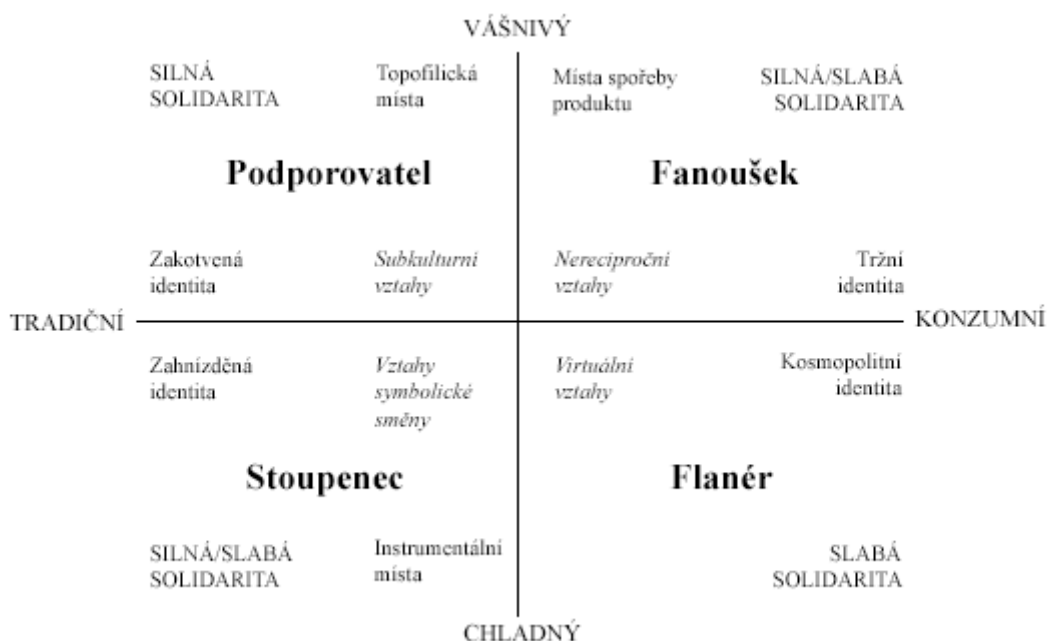 VÁŠNIVÝ
SILNÁ
SOLIDARITA
Topofilická
místa
Místa spořeby
produktu
SILNÁ/SLABÁ
SOLIDARITA
Podporovatel
Fanoušek
Zakotvená
identita
Subkulturní
vztahy
Nereciproční
vztahy
Tržní
identita
TRADIČNÍ
KONZUMNÍ
Zahnízděná
identita
Vztahy
symbolické
směny
Virtuální
vztahy
Kosmopolitní
identita
Stoupenec
Flanér
SILNÁ/SLABÁ
SOLIDARITA
Instrumentální
místa
SLABÁ
SOLIDARITA
CHLADNÝ